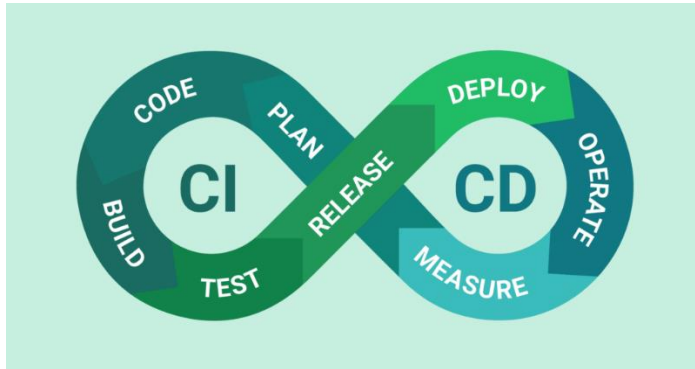 CODE
PLAN
BUILD
CI
TEST
RELEASE
DEPLOY
OPERATE
CD
MEASURE